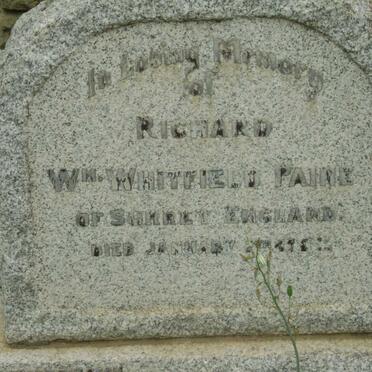 In Loving Memory
of
RICHARD
WM. WHITFIELD PAINE
OF SURREY ENGLAND.
DIED JANUARY